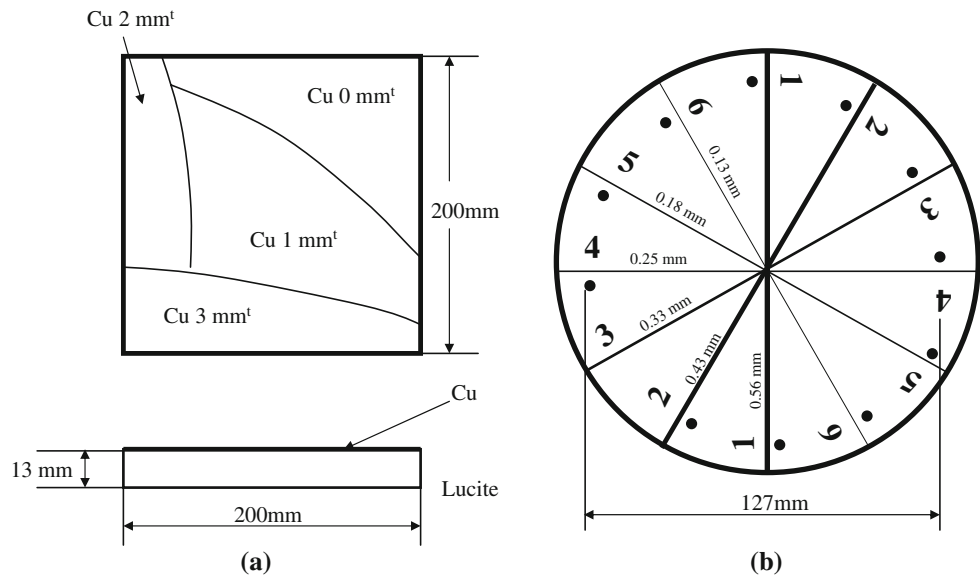 Cu 2 mmᵗ
Cu 0 mmᵗ
Cu 1 mmᵗ
Cu 3 mmᵗ
200mm
Cu
13 mm
Lucite
200mm
(a)
1
2
3
4
5
6
1
2
3
4
5
6
0.13 mm
0.18 mm
0.25 mm
0.33 mm
0.43 mm
0.56 mm
127mm
(b)